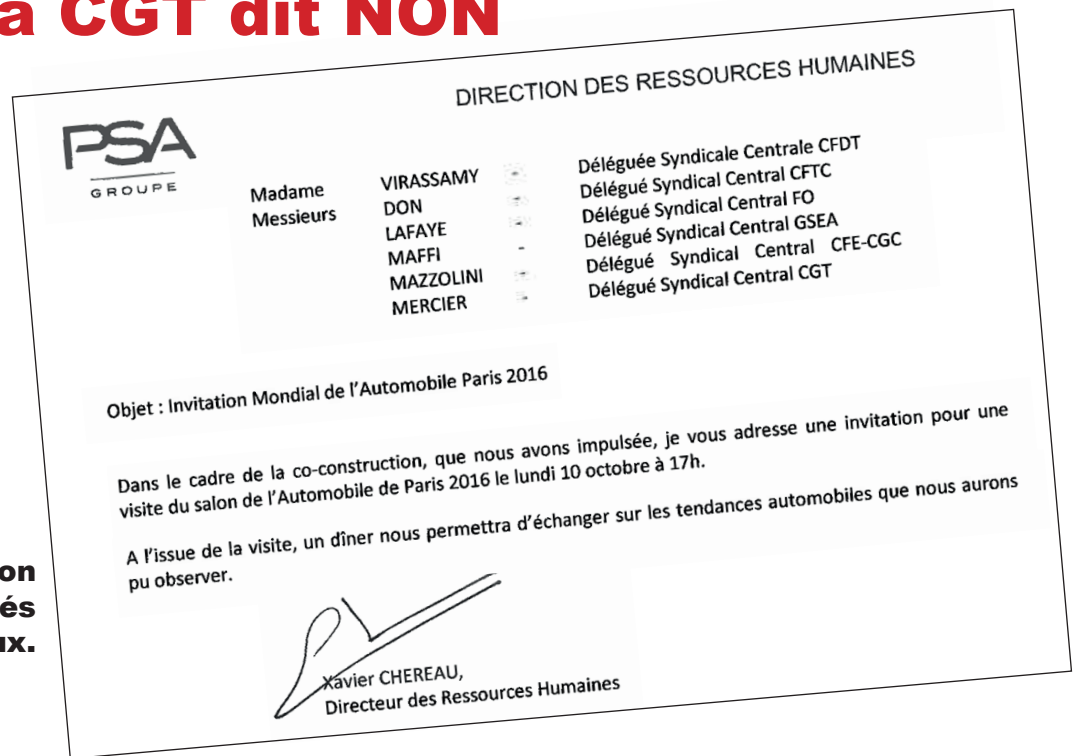 a CGT dit NON
DIRECTION DES RESSOURCES HUMAINES
PSA
GROUPE
Madame VIRASSAMY - Déléguée Syndicale Centrale CFDT
Messieurs DON - Délégué Syndical Central CFTC
LAFAYE - Délégué Syndical Central FO
MAFFI - Délégué Syndical Central GSEA
MAZZOLINI - Délégué Syndical Central CFE-CGC
MERCIER - Délégué Syndical Central CGT
Objet : Invitation Mondial de l'Automobile Paris 2016
Dans le cadre de la co-construction, que nous avons impulsée, je vous adresse une invitation pour une
visite du salon de l'Automobile de Paris 2016 le lundi 10 octobre à 17h.
A l'issue de la visite, un dîner nous permettra d'échanger sur les tendances automobiles que nous aurons
pu observer.
Xavier CHEREAU,
Directeur des Ressources Humaines
on
és
ux.